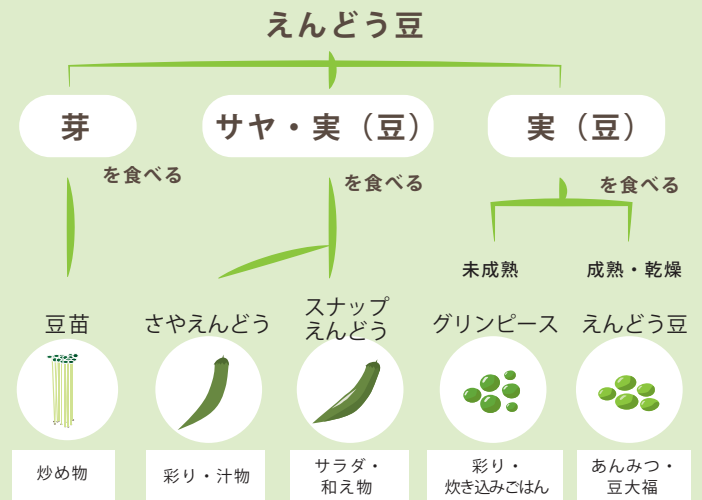 えんどう豆
芽
を食べる
サヤ・実（豆）
を食べる
実（豆）
を食べる
未成熟
成熟・乾燥
豆苗
さやえんどう
スナップ
えんどう
グリンピース
えんどう豆
炒め物
彩り・汁物
サラダ・
和え物
彩り・
炊き込みごはん
あんみつ・
豆大福